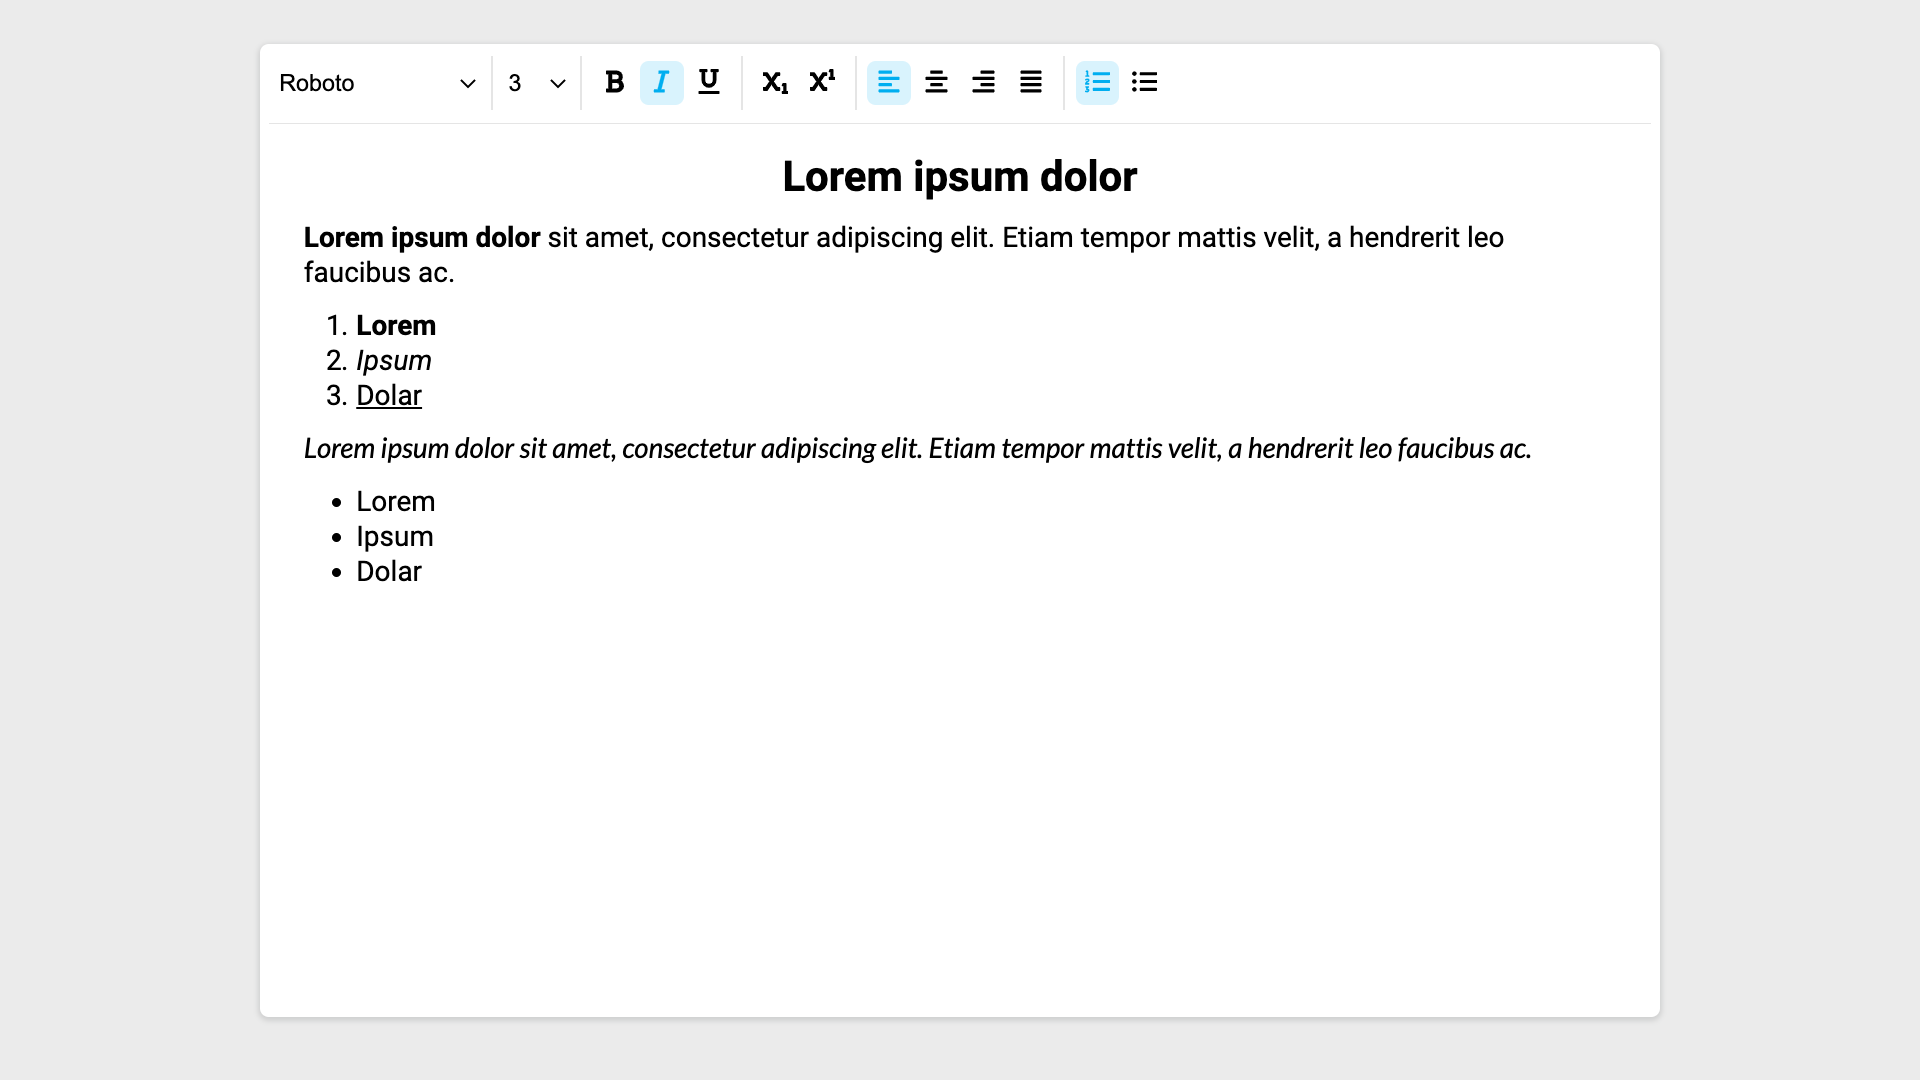 Roboto 3 B I U X₁ X¹
Lorem ipsum dolor
Lorem ipsum dolor sit amet, consectetur adipiscing elit. Etiam tempor mattis velit, a hendrerit leo
faucibus ac.
1. Lorem
2. Ipsum
3. Dolar
Lorem ipsum dolor sit amet, consectetur adipiscing elit. Etiam tempor mattis velit, a hendrerit leo faucibus ac.
• Lorem
• Ipsum
• Dolar